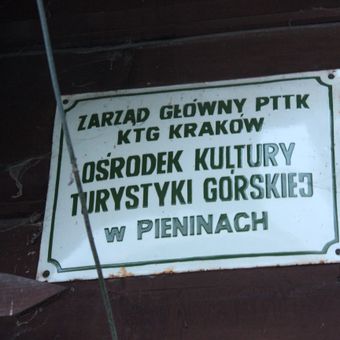 ZARZĄD GŁÓWNY PTTK
KTG KRAKÓW
OŚRODEK KULTURY
TURYSTYKI GÓRSKIEJ
W PIENINACH